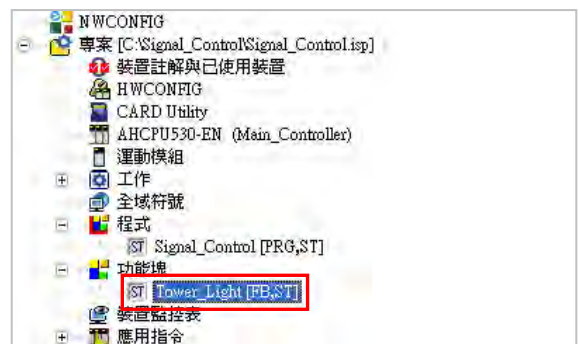 NWCONFIG
專案 [C:\Signal_Control\Signal_Control.isp]
裝置註解與已使用裝置
HWCONFIG
CARD Utility
AHCPU530-EN (Main_Controller)
運動模組
工作
全域符號
程式
ST Signal_Control [PRG,ST]
功能塊
ST Tower_Light [FB,ST]
裝置監控表
應用指令